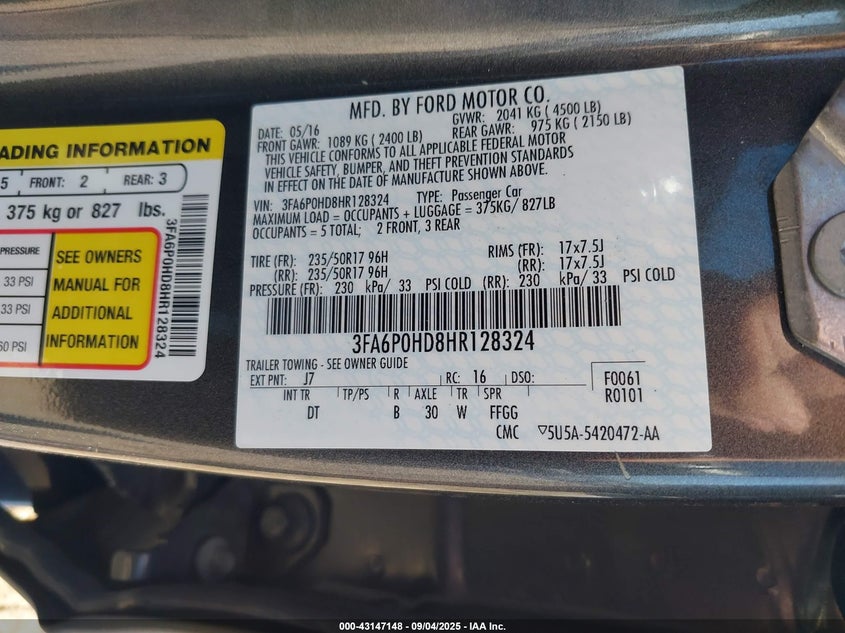 ADING INFORMATION
5 FRONT: 2 REAR: 3
375 kg or 827 lbs.
PRESSURE
33 PSI
33 PSI
60 PSI
SEE OWNERS
MANUAL FOR
ADDITIONAL
INFORMATION
3FA6P0HD8HR128324
MFD. BY FORD MOTOR CO.
DATE: 05/16 GVWR: 2041 KG ( 4500 LB)
FRONT GAWR: 1089 KG ( 2400 LB) REAR GAWR: 975 KG ( 2150 LB)
THIS VEHICLE CONFORMS TO ALL APPLICABLE FEDERAL MOTOR
VEHICLE SAFETY, BUMPER, AND THEFT PREVENTION STANDARDS
IN EFFECT ON THE DATE OF MANUFACTURE SHOWN ABOVE.
VIN: 3FA6P0HD8HR128324 TYPE: Passenger Car
MAXIMUM LOAD = OCCUPANTS + LUGGAGE = 375KG/ 827LB
OCCUPANTS = 5 TOTAL; 2 FRONT, 3 REAR
TIRE (FR): 235/50R17 96H RIMS (FR): 17x7.5J
(RR): 235/50R17 96H (RR): 17x7.5J
PRESSURE (FR): 230 kPa/ 33 PSI COLD (RR): 230 kPa/ 33 PSI COLD
3FA6P0HD8HR128324
TRAILER TOWING - SEE OWNER GUIDE
EXT PNT: J7 RC: 16 DSO: F0061
INT TR TP/PS R AXLE TR SPR R0101
DT B 30 W FFGG
CMC ▽5U5A-5420472-AA
000-43147148 - 09/04/2025 - IAA Inc.